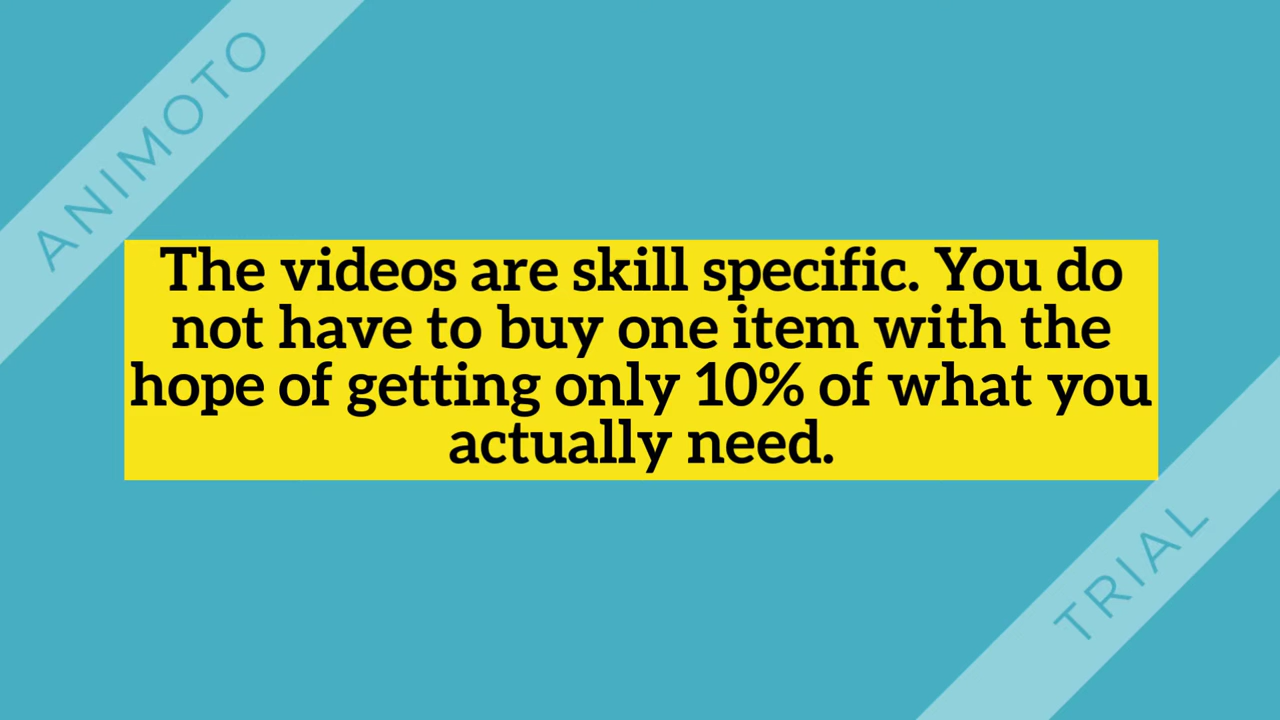 ANIMOTO
The videos are skill specific. You do
not have to buy one item with the
hope of getting only 10% of what you
actually need.
TRIAL